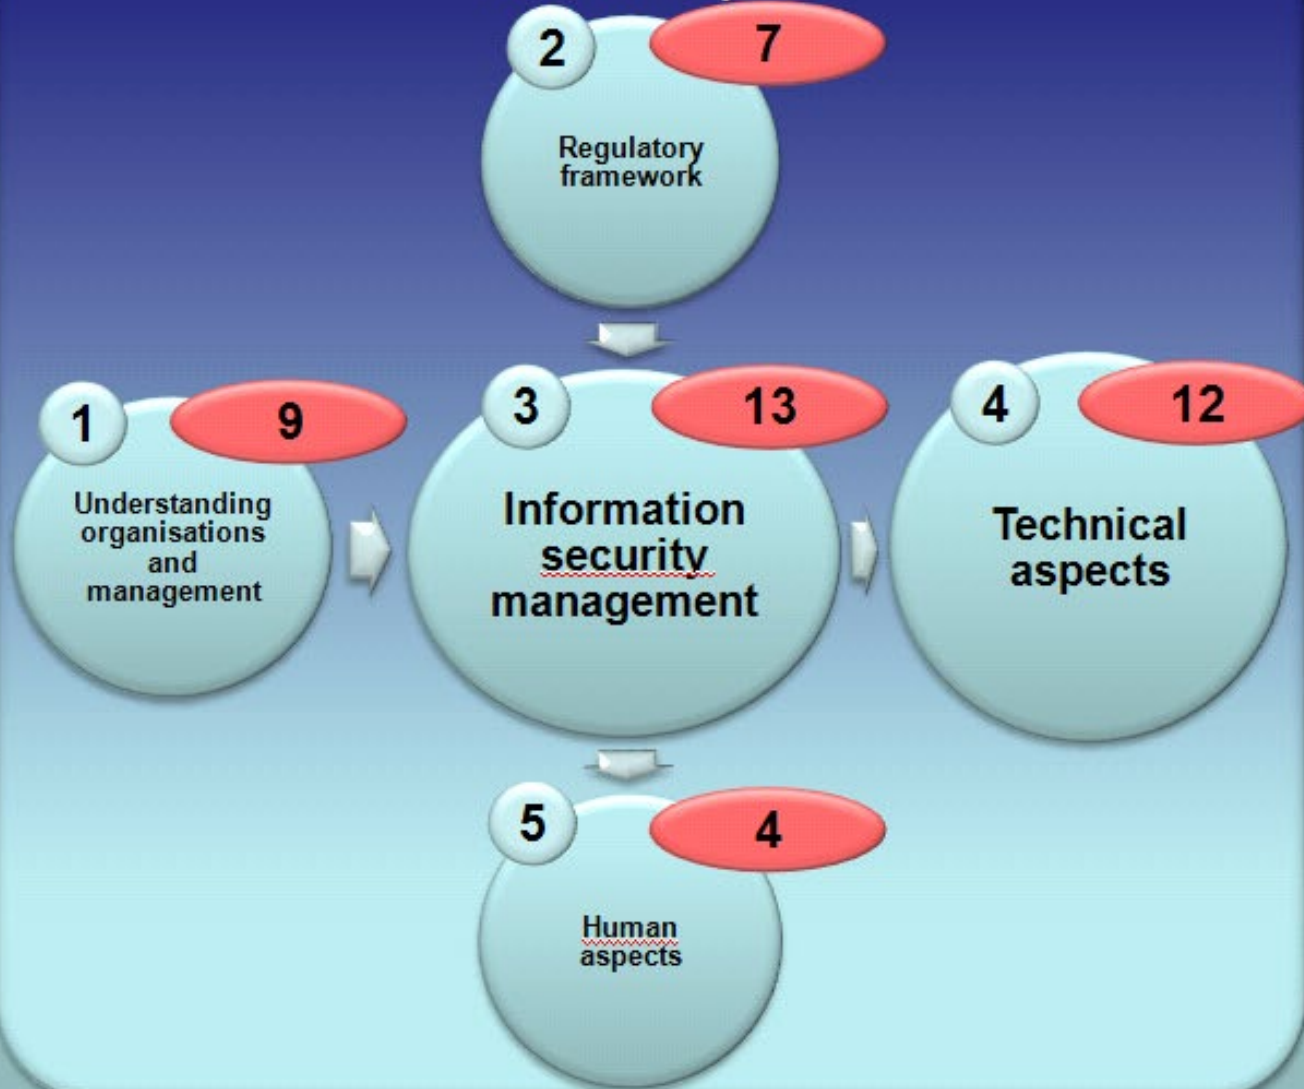 2
7
Regulatory
framework
1
9
Understanding
organisations
and
management
3
13
Information
security
management
4
12
Technical
aspects
5
4
Human
aspects